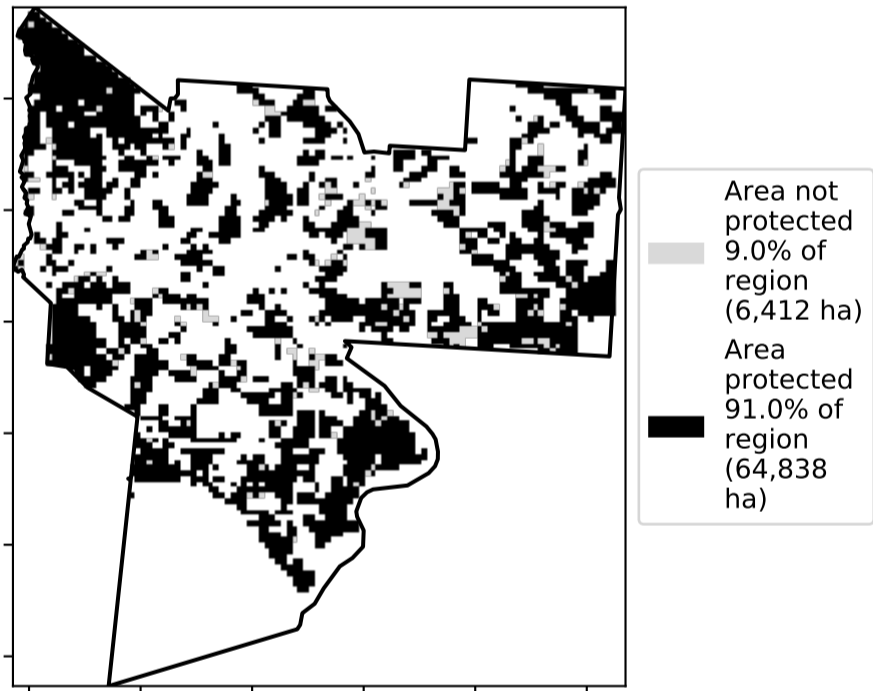 Area not
protected
9.0% of
region
(6,412 ha)
Area
protected
91.0% of
region
(64,838
ha)